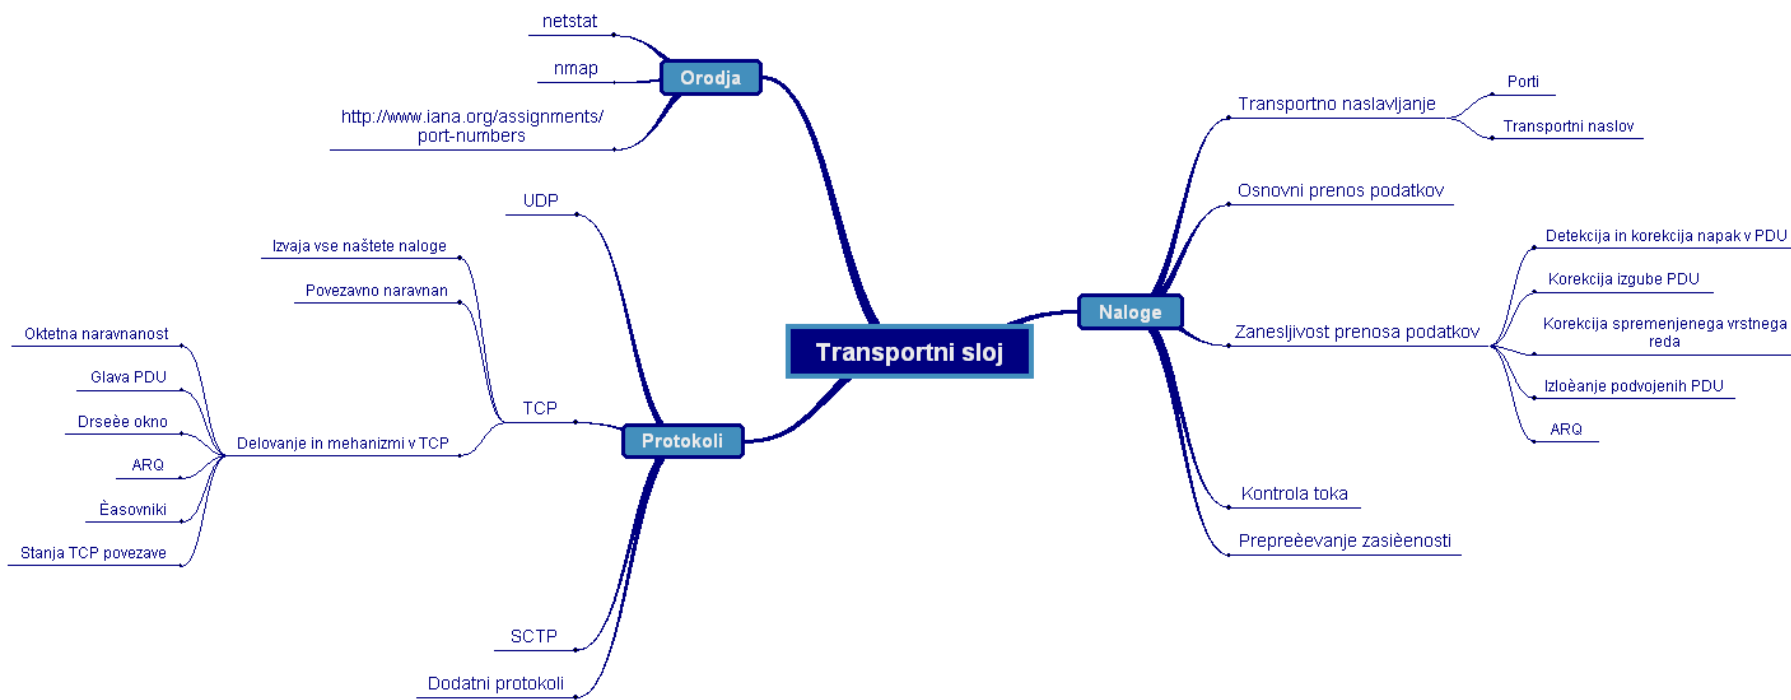 Transportni sloj
Orodja
netstat
nmap
http://www.iana.org/assignments/
port-numbers
Protokoli
UDP
TCP
Izvaja vse naštete naloge
Povezavno naravnan
Delovanje in mehanizmi v TCP
Oktetna naravnanost
Glava PDU
Drseèe okno
ARQ
Èasovniki
Stanja TCP povezave
SCTP
Dodatni protokoli
Naloge
Transportno naslavljanje
Porti
Transportni naslov
Osnovni prenos podatkov
Zanesljivost prenosa podatkov
Detekcija in korekcija napak v PDU
Korekcija izgube PDU
Korekcija spremenjenega vrstnega
reda
Izloèanje podvojenih PDU
ARQ
Kontrola toka
Prepreèevanje zasièenosti